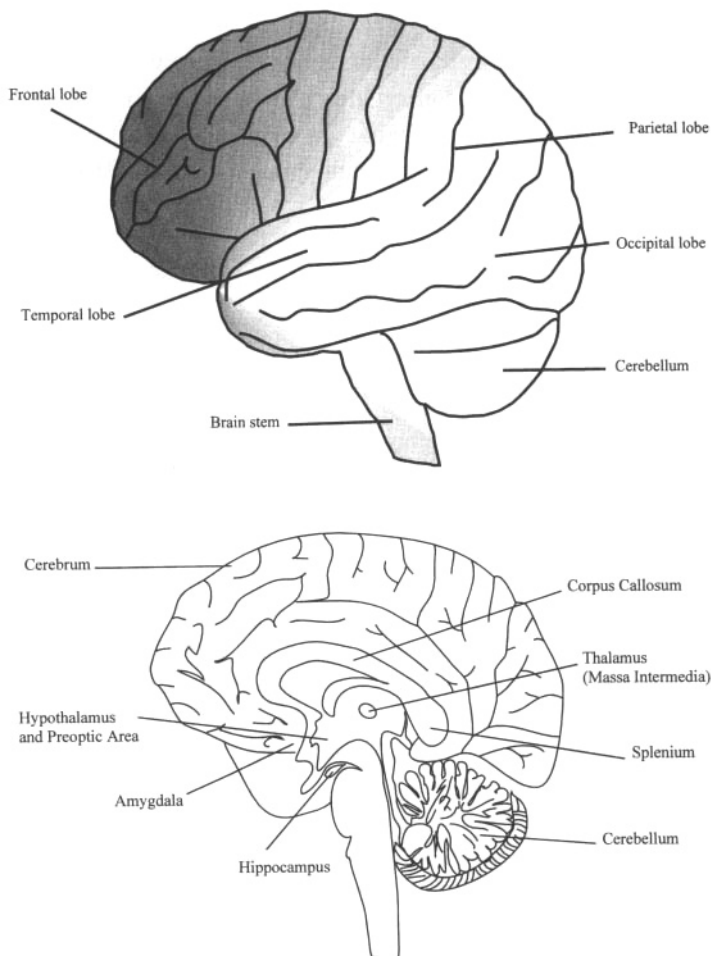 Frontal lobe
Parietal lobe
Occipital lobe
Temporal lobe
Cerebellum
Brain stem
Cerebrum
Corpus Callosum
Thalamus
(Massa Intermedia)
Hypothalamus
and Preoptic Area
Splenium
Amygdala
Cerebellum
Hippocampus